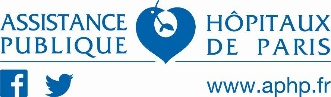 ASSISTANCE HÔPITAUX
PUBLIQUE DE PARIS
www.aphp.fr